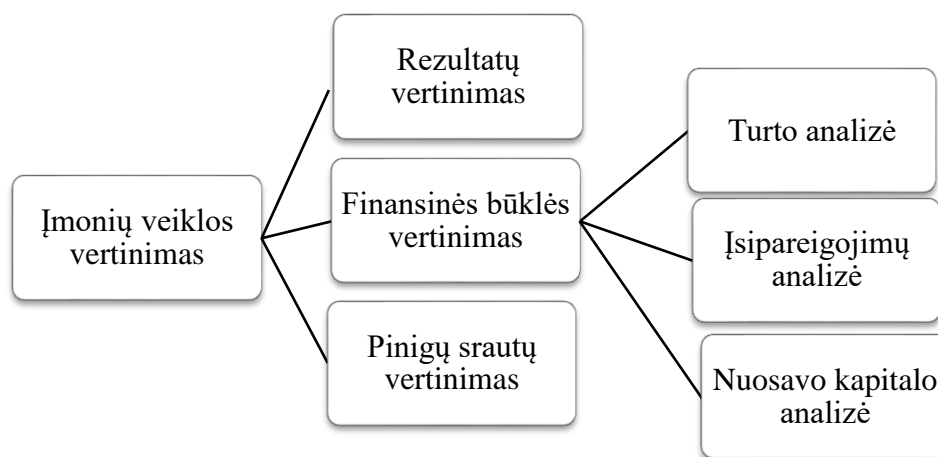 Įmonių veiklos
vertinimas
Rezultatų
vertinimas
Finansinės būklės
vertinimas
Pinigų srautų
vertinimas
Turto analizė
Įsipareigojimų
analizė
Nuosavo kapitalo
analizė